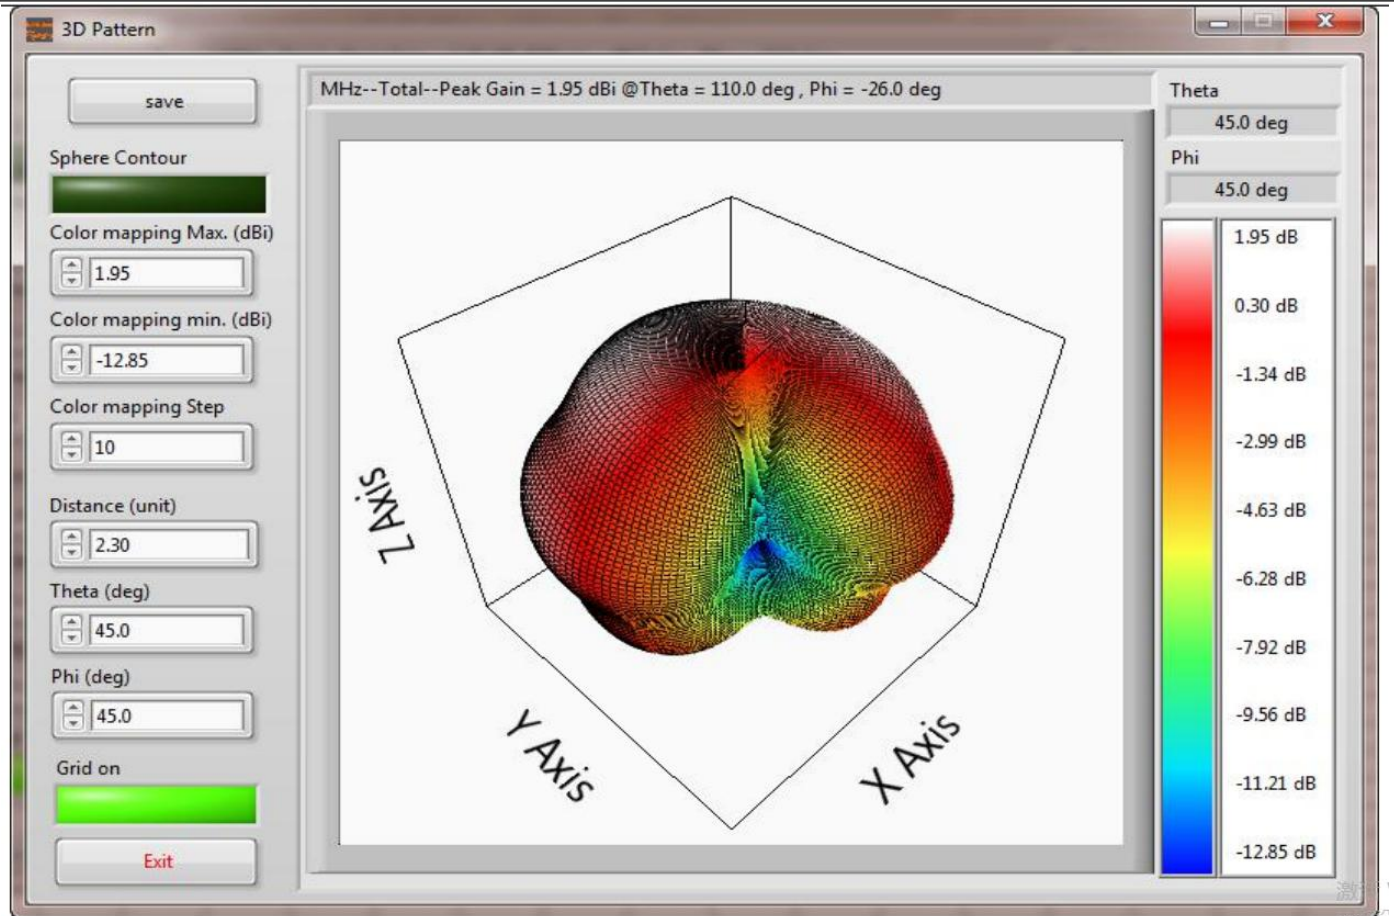 3D Pattern
save
Sphere Contour
Color mapping Max. (dBi)
1.95
Color mapping min. (dBi)
-12.85
Color mapping Step
10
Distance (unit)
2.30
Theta (deg)
45.0
Phi (deg)
45.0
Grid on
Exit
MHz--Total--Peak Gain = 1.95 dBi @Theta = 110.0 deg , Phi = -26.0 deg
Z Axis
Y Axis
X Axis
Theta
45.0 deg
Phi
45.0 deg
1.95 dB
0.30 dB
-1.34 dB
-2.99 dB
-4.63 dB
-6.28 dB
-7.92 dB
-9.56 dB
-11.21 dB
-12.85 dB